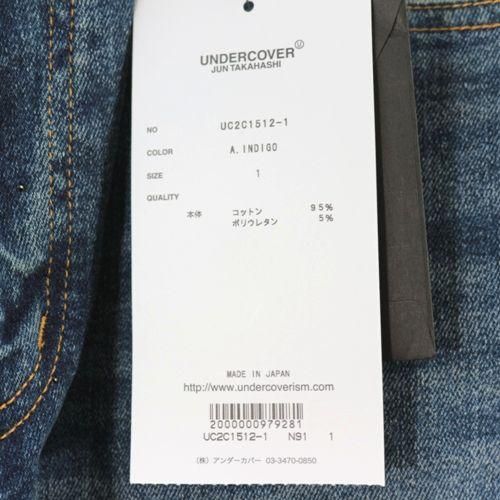 UNDERCOVER U
JUN TAKAHASHI
NO UC2C1512-1
COLOR A.INDIGO
SIZE 1
QUALITY
本体 コットン 95%
ポリウレタン 5%
MADE IN JAPAN
http://www.undercoverism.com
2000000979281
UC2C1512-1 N91 1
(株) アンダーカバー 03-3470-0850